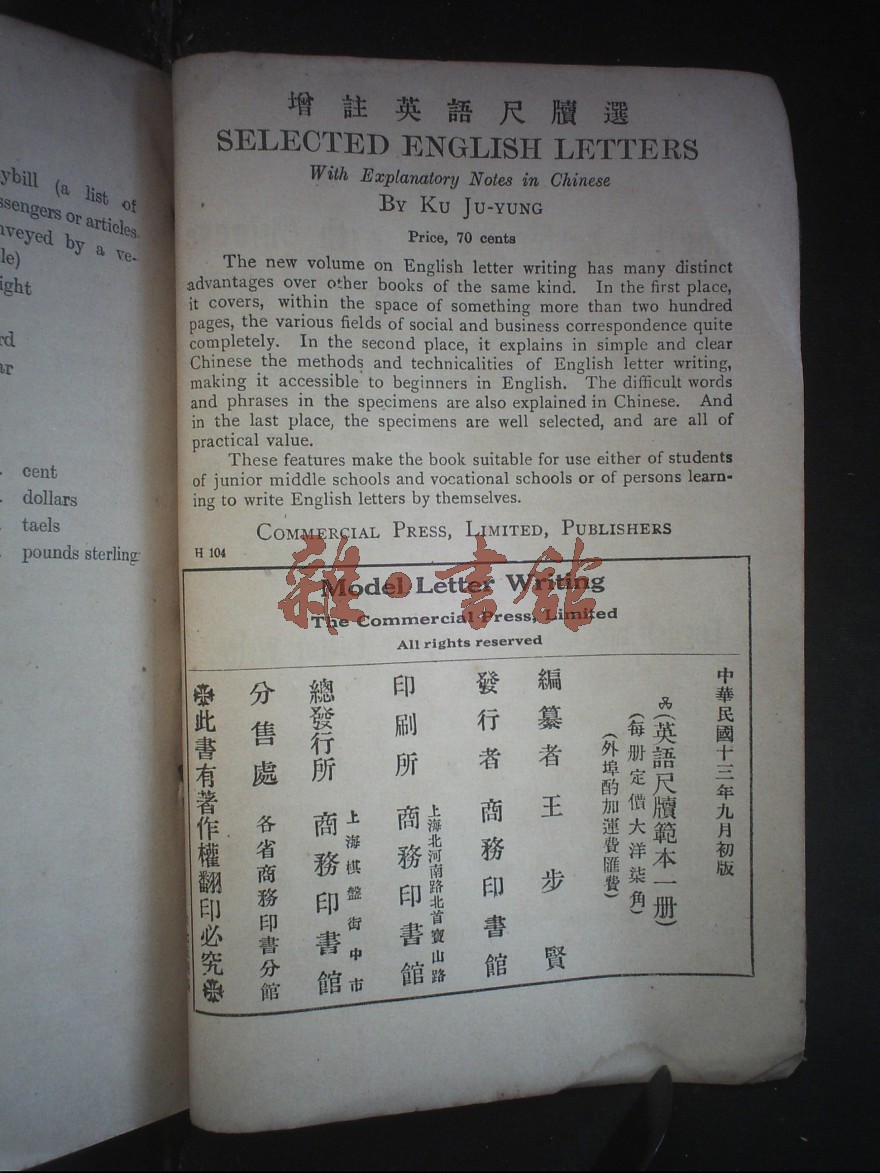 ybill (a list of
ssengers or articles
nveyed by a ve-
le)
ight
rd
ar
cent
dollars
taels
pounds sterling
增註英語尺牘選
SELECTED ENGLISH LETTERS
With Explanatory Notes in Chinese
BY KU JU-YUNG
Price, 70 cents
The new volume on English letter writing has many distinct
advantages over other books of the same kind. In the first place,
it covers, within the space of something more than two hundred
pages, the various fields of social and business correspondence quite
completely. In the second place, it explains in simple and clear
Chinese the methods and technicalities of English letter writing,
making it accessible to beginners in English. The difficult words
and phrases in the specimens are also explained in Chinese. And
in the last place, the specimens are well selected, and are all of
practical value.
These features make the book suitable for use either of students
of junior middle schools and vocational schools or of persons learn-
ing to write English letters by themselves.
COMMERCIAL PRESS, LIMITED, PUBLISHERS
H 104
雜·書館
Model Letter Writing
The Commercial Press, Limited
All rights reserved
中華民國十三年九月初版
(英語尺牘範本一册)
(每册定價大洋柒角)
(外埠酌加運費匯費)
編纂者 王步賢
發行者 商務印書館
上海北河南路北首寶山路
印刷所 商務印書館
上海棋盤街中市
總發行所 商務印書館
分售處 各省商務印書分館
此書有著作權翻印必究